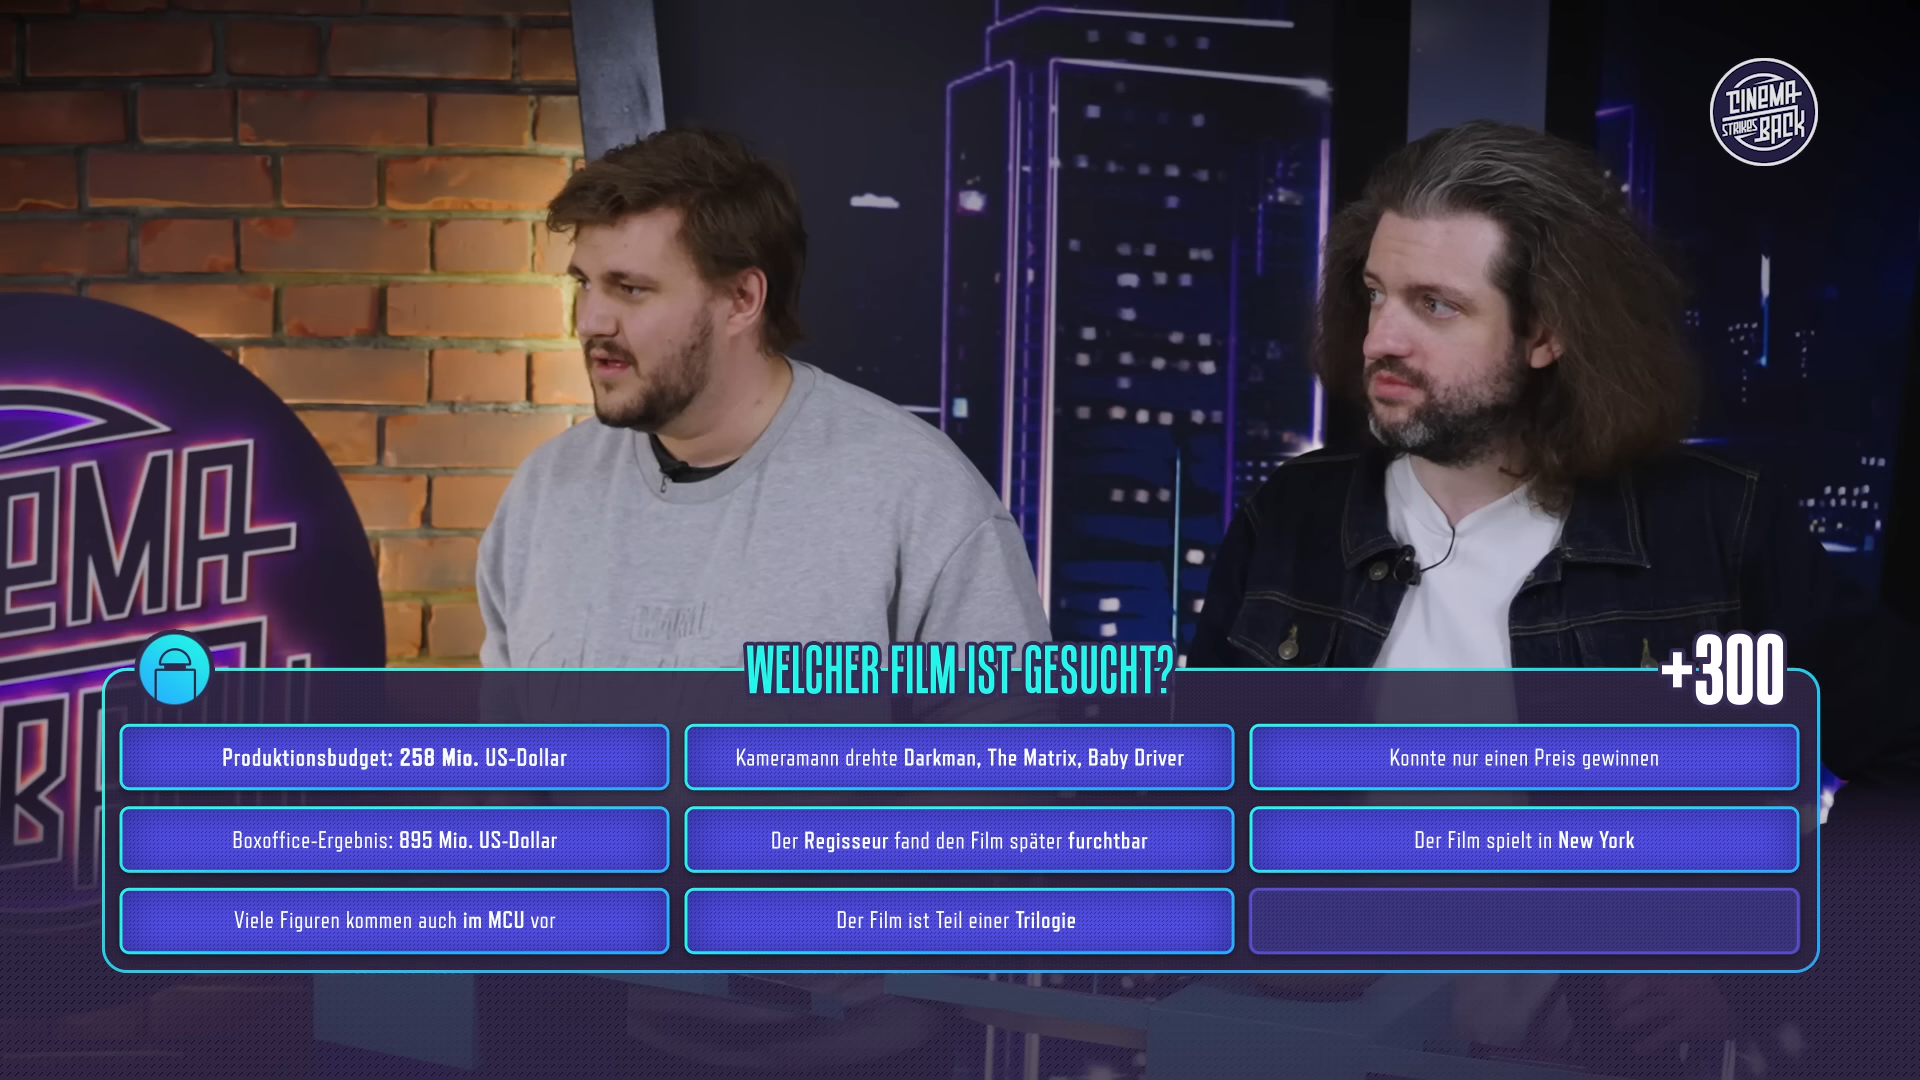 CINEMA
STRIKES BACK
EMA
BA
WELCHER FILM IST GESUCHT?
+300
Produktionsbudget: 258 Mio. US-Dollar
Kameramann drehte Darkman, The Matrix, Baby Driver
Konnte nur einen Preis gewinnen
Boxoffice-Ergebnis: 895 Mio. US-Dollar
Der Regisseur fand den Film später furchtbar
Der Film spielt in New York
Viele Figuren kommen auch im MCU vor
Der Film ist Teil einer Trilogie